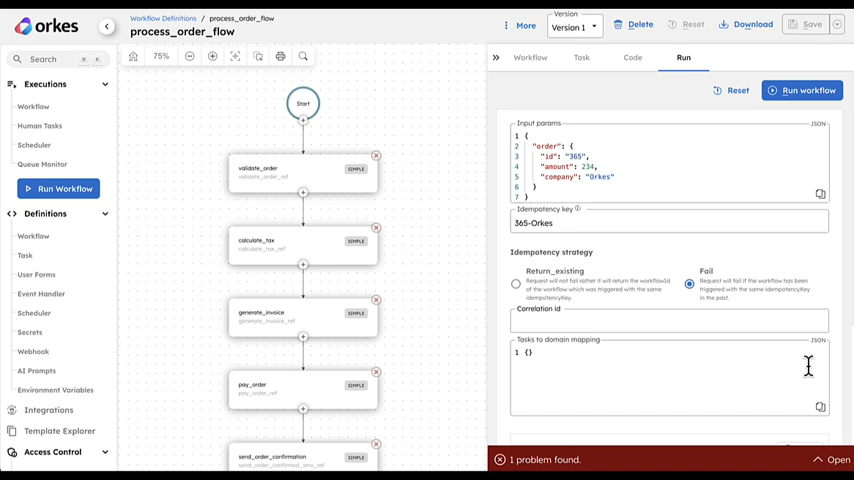 orkes
Search
Executions
Workflow
Human Tasks
Scheduler
Queue Monitor
Run Workflow
Definitions
Workflow
Task
User Forms
Event Handler
Scheduler
Secrets
Webhook
AI Prompts
Environment Variables
Integrations
Template Explorer
Access Control
Workflow Definitions / process_order_flow
process_order_flow
More
Version
Version 1
Delete
Reset
Download
Save
75%
Start
validate_order
validate_order_ref
SIMPLE
calculate_tax
calculate_tax_ref
SIMPLE
generate_invoice
generate_invoice_ref
SIMPLE
pay_order
pay_order_ref
SIMPLE
send_order_confirmation
send_order_confirmed_sms_ref
SIMPLE
Workflow
Task
Code
Run
Reset
Run workflow
Input params
JSON
1 {
2 "order": {
3 "id": "365",
4 "amount": 234,
5 "company": "Orkes"
6 }
7 }
Idempotency key
365-Orkes
Idempotency strategy
Return_existing
Request will not fail rather it will return the workflowId
of the workflow which was triggered with the same
idempotencyKey.
Fail
Request will fail if the workflow has been
triggered with the same idempotencyKey
in the past.
Correlation id
Tasks to domain mapping
JSON
1 {}
1 problem found.
Open